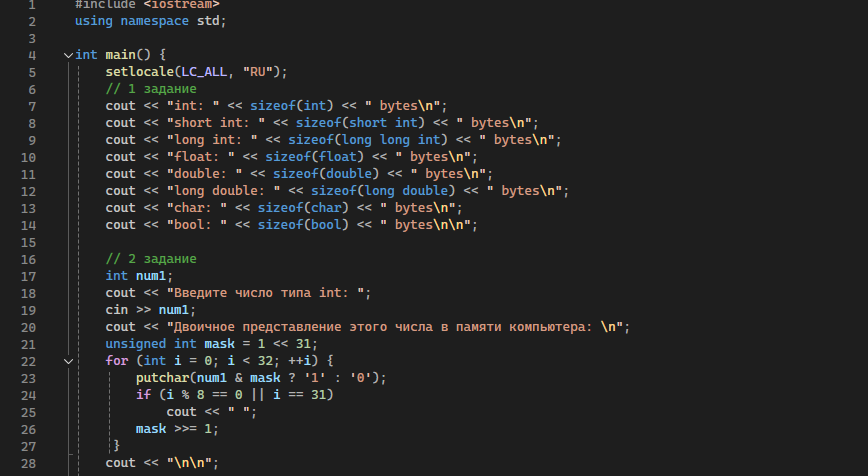 1 #include <iostream>
2 using namespace std;
3
4 int main() {
5 setlocale(LC_ALL, "RU");
6 // 1 задание
7 cout << "int: " << sizeof(int) << " bytes\n";
8 cout << "short int: " << sizeof(short int) << " bytes\n";
9 cout << "long int: " << sizeof(long long int) << " bytes\n";
10 cout << "float: " << sizeof(float) << " bytes\n";
11 cout << "double: " << sizeof(double) << " bytes\n";
12 cout << "long double: " << sizeof(long double) << " bytes\n";
13 cout << "char: " << sizeof(char) << " bytes\n";
14 cout << "bool: " << sizeof(bool) << " bytes\n\n";
15
16 // 2 задание
17 int num1;
18 cout << "Введите число типа int: ";
19 cin >> num1;
20 cout << "Двоичное представление этого числа в памяти компьютера: \n";
21 unsigned int mask = 1 << 31;
22 for (int i = 0; i < 32; ++i) {
23 putchar(num1 & mask ? '1' : '0');
24 if (i % 8 == 0 || i == 31)
25 cout << " ";
26 mask >>= 1;
27 }
28 cout << "\n\n";